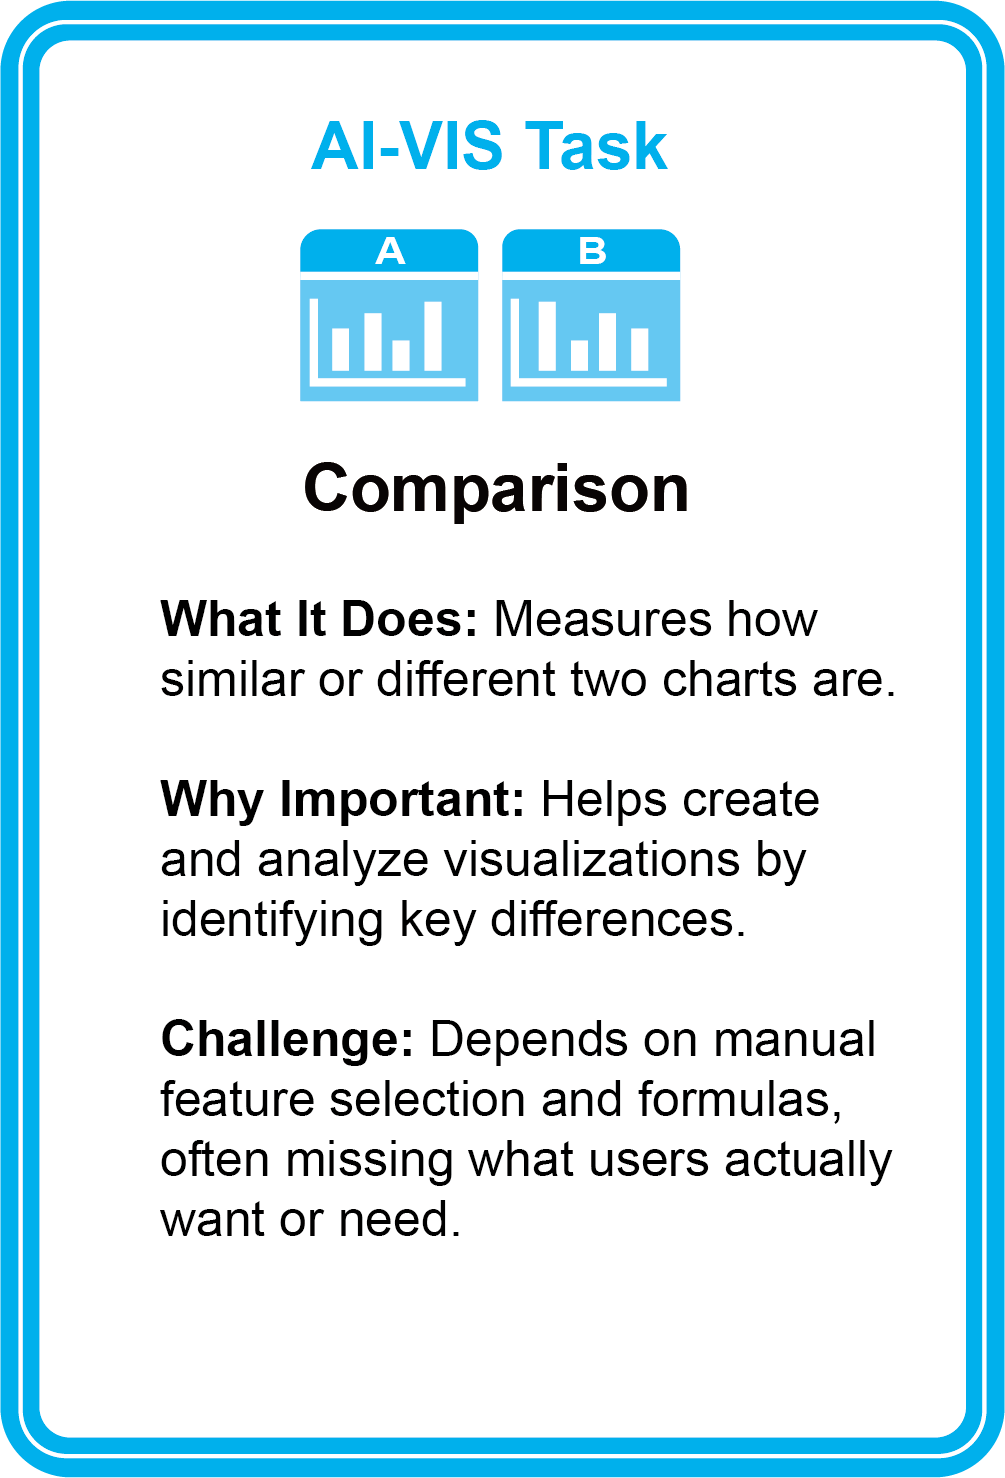 AI-VIS Task
A B
Comparison
What It Does: Measures how
similar or different two charts are.
Why Important: Helps create
and analyze visualizations by
identifying key differences.
Challenge: Depends on manual
feature selection and formulas,
often missing what users actually
want or need.